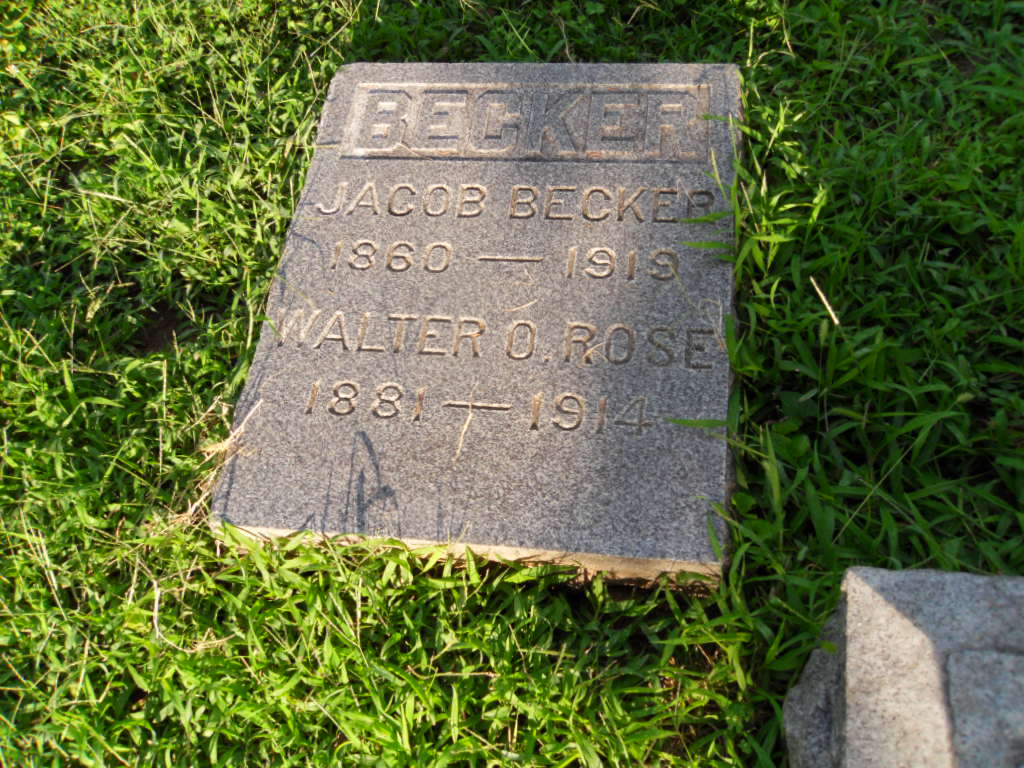 BECKER
JACOB BECKER
1860 — 1919
WALTER O. ROSE
1881 — 1914